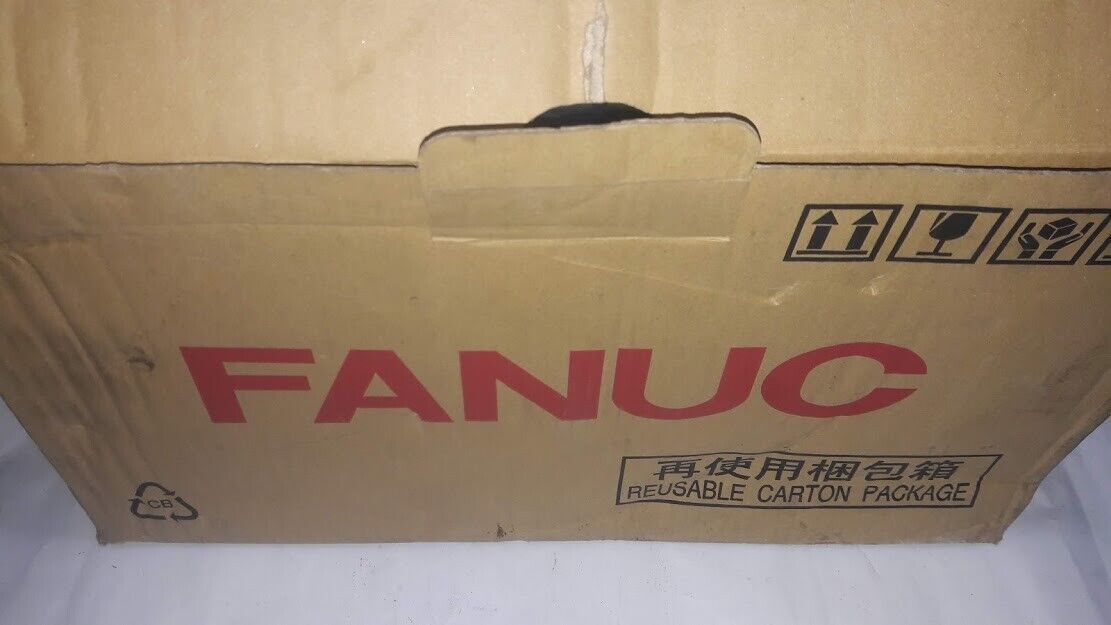 FANUC
再使用梱包箱
REUSABLE CARTON PACKAGE
CB